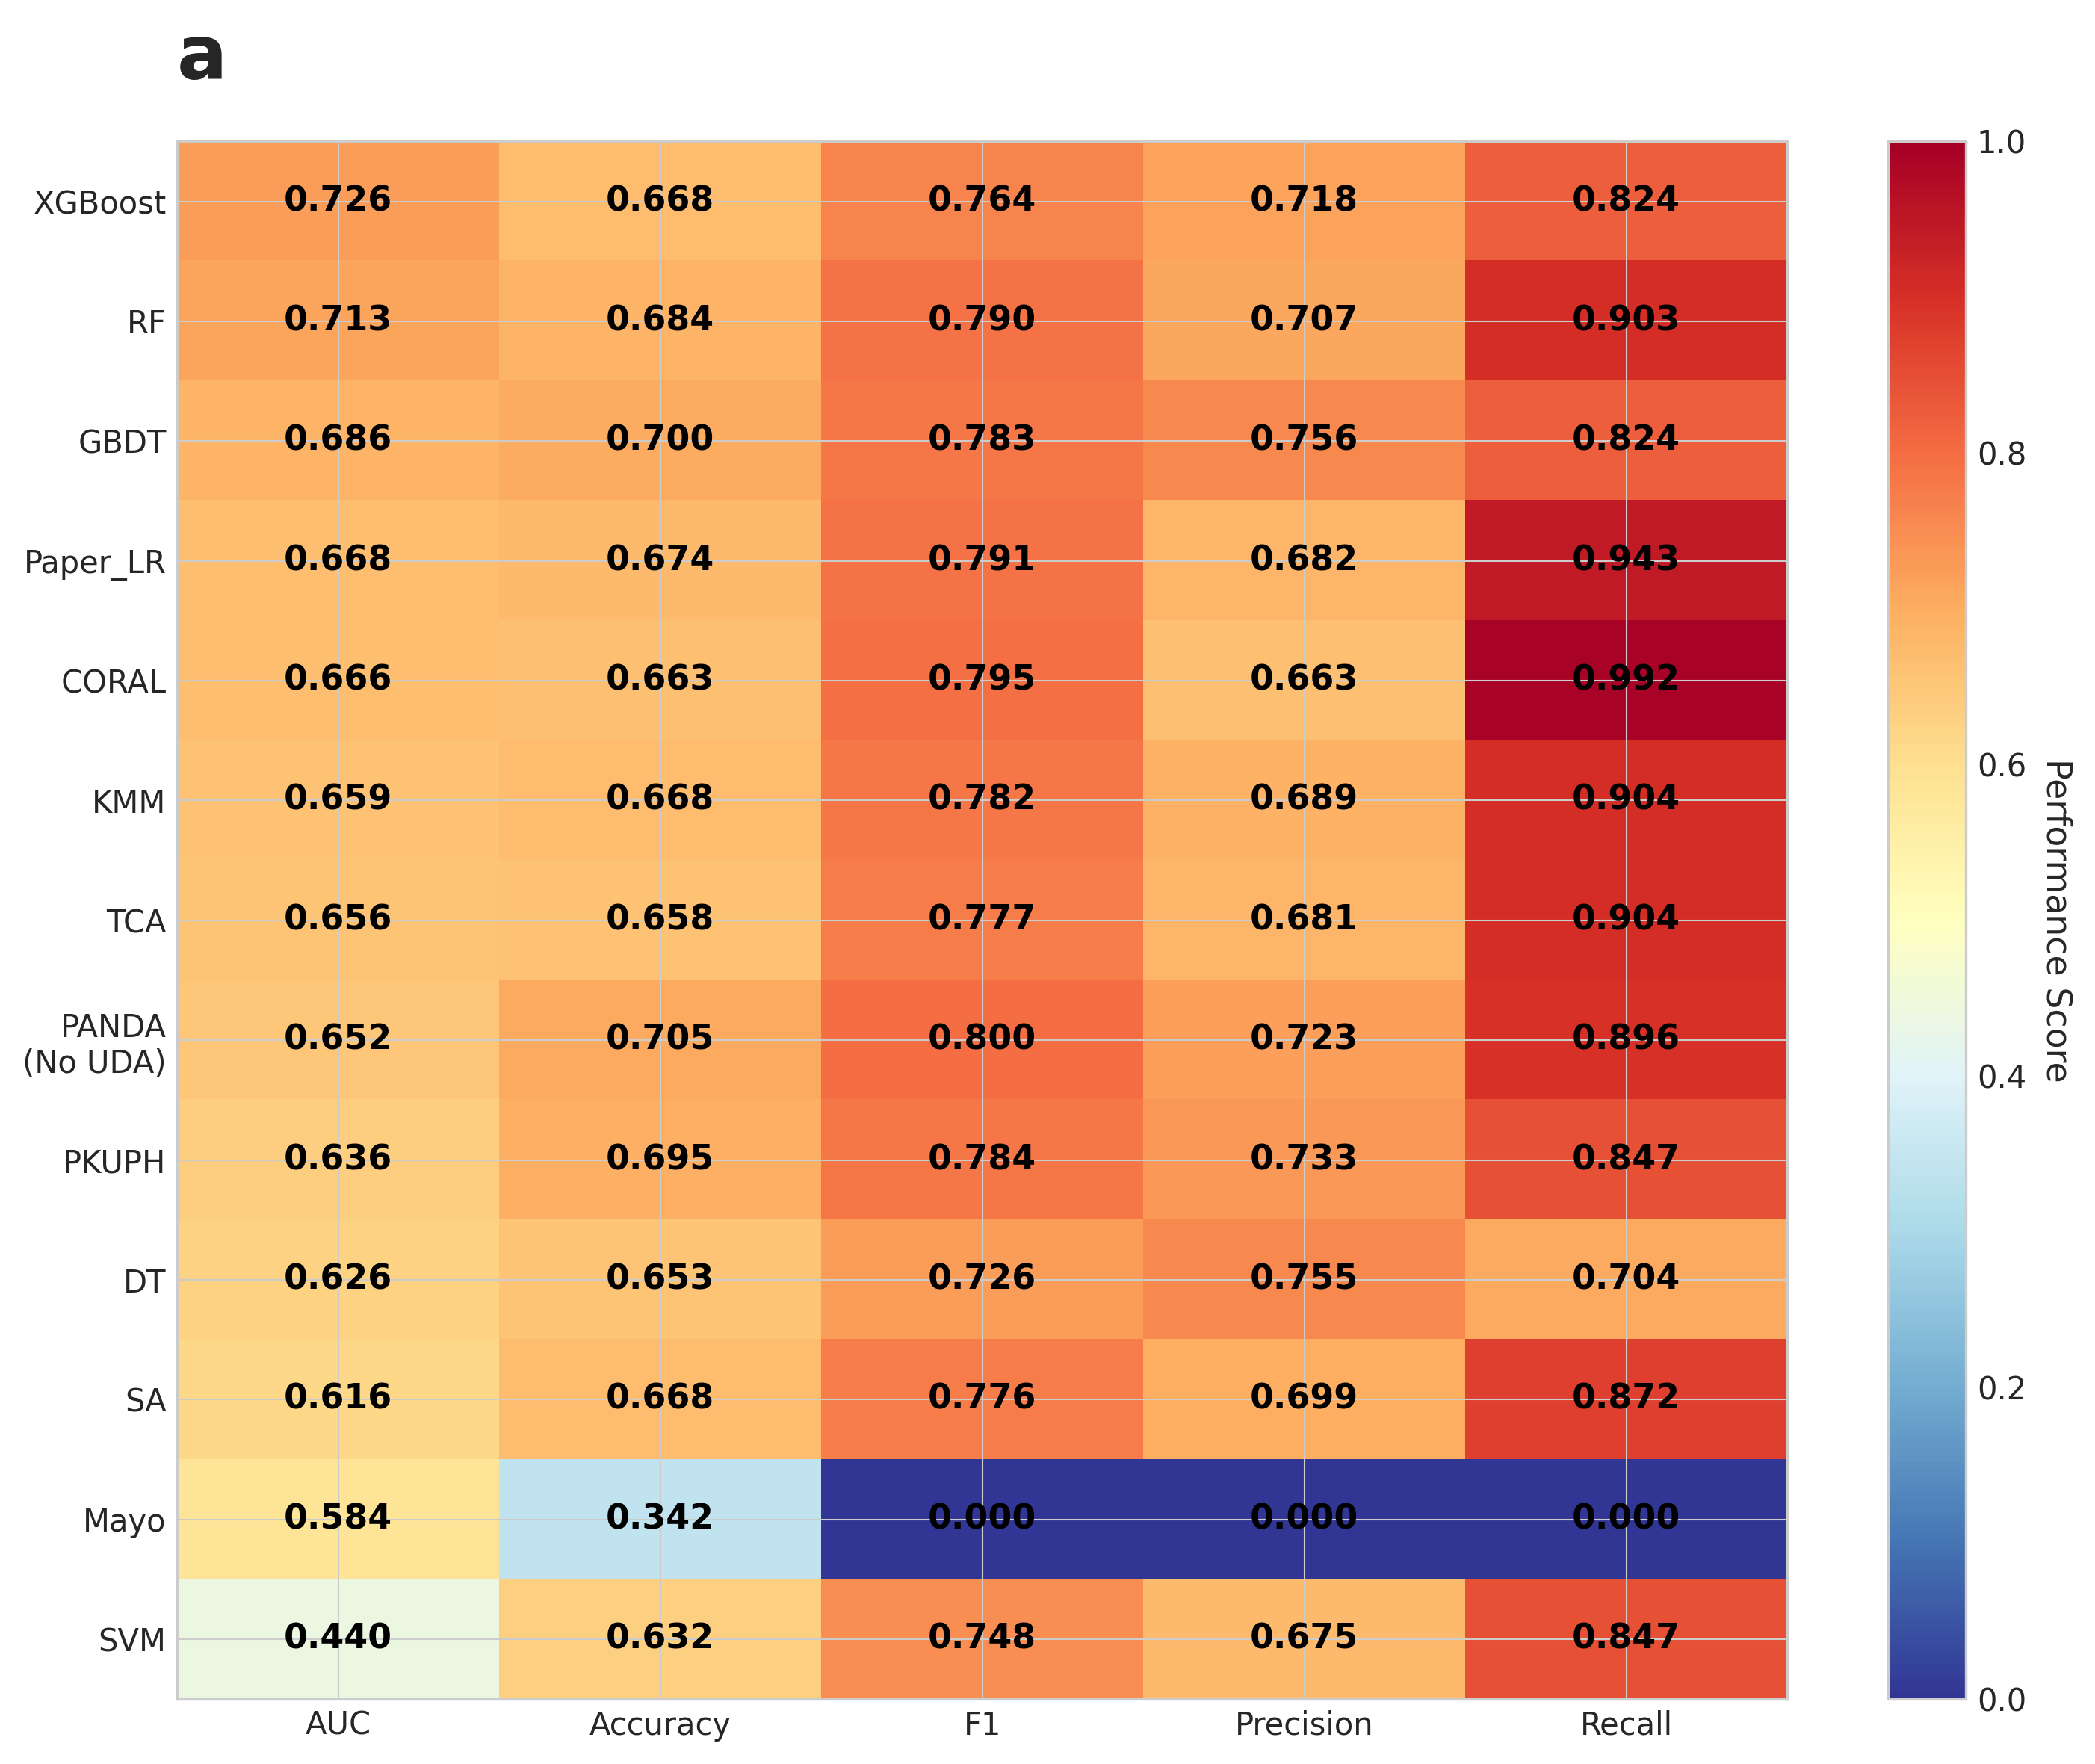 a
XGBoost 0.726 0.668 0.764 0.718 0.824
RF 0.713 0.684 0.790 0.707 0.903
GBDT 0.686 0.700 0.783 0.756 0.824
Paper_LR 0.668 0.674 0.791 0.682 0.943
CORAL 0.666 0.663 0.795 0.663 0.992
KMM 0.659 0.668 0.782 0.689 0.904
TCA 0.656 0.658 0.777 0.681 0.904
PANDA
(No UDA) 0.652 0.705 0.800 0.723 0.896
PKUPH 0.636 0.695 0.784 0.733 0.847
DT 0.626 0.653 0.726 0.755 0.704
SA 0.616 0.668 0.776 0.699 0.872
Mayo 0.584 0.342 0.000 0.000 0.000
SVM 0.440 0.632 0.748 0.675 0.847
AUC Accuracy F1 Precision Recall
1.0
0.8
0.6
0.4
0.2
0.0
Performance Score